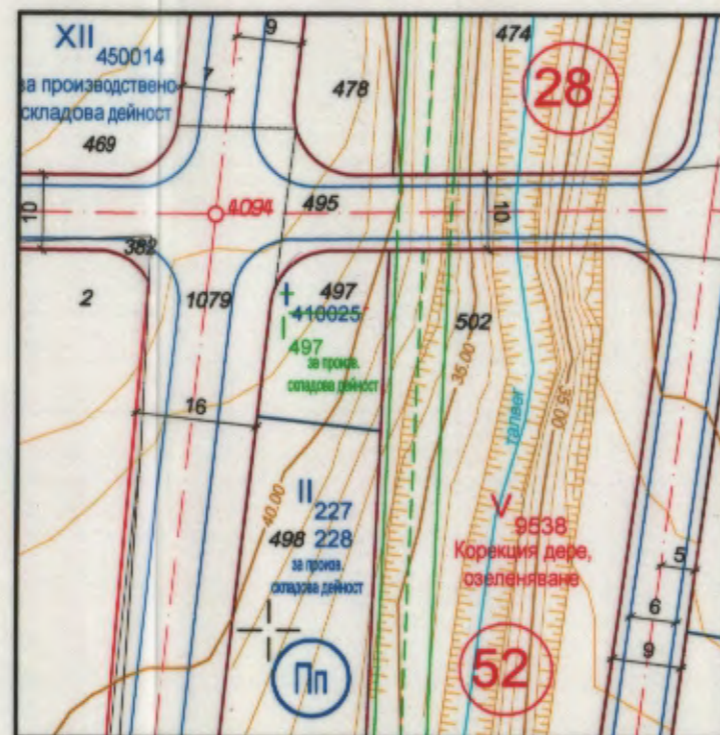 XII
450014
за производствено
складова дейност
469
9
7
478
474
28
10
4094
495
10
382
2
1079
I
497
410025
497
за произв.
складова дейност
502
35.00
35.00
талвег
16
40.00
II
227
498
228
за произв.
складова дейност
V
9538
Корекция дере,
озеленяване
5
6
9
Пп
52